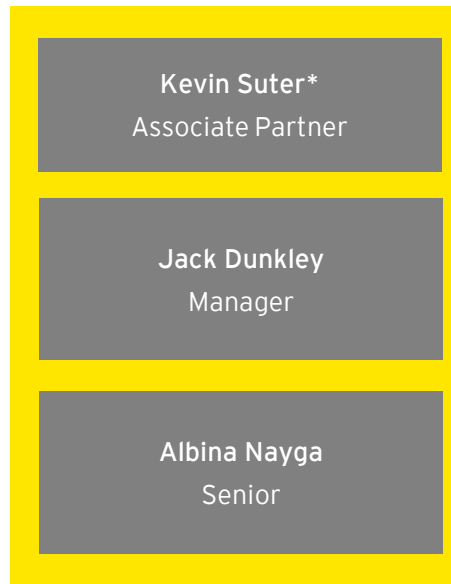 Kevin Suter*
Associate Partner
Jack Dunkley
Manager
Albina Nayga
Senior